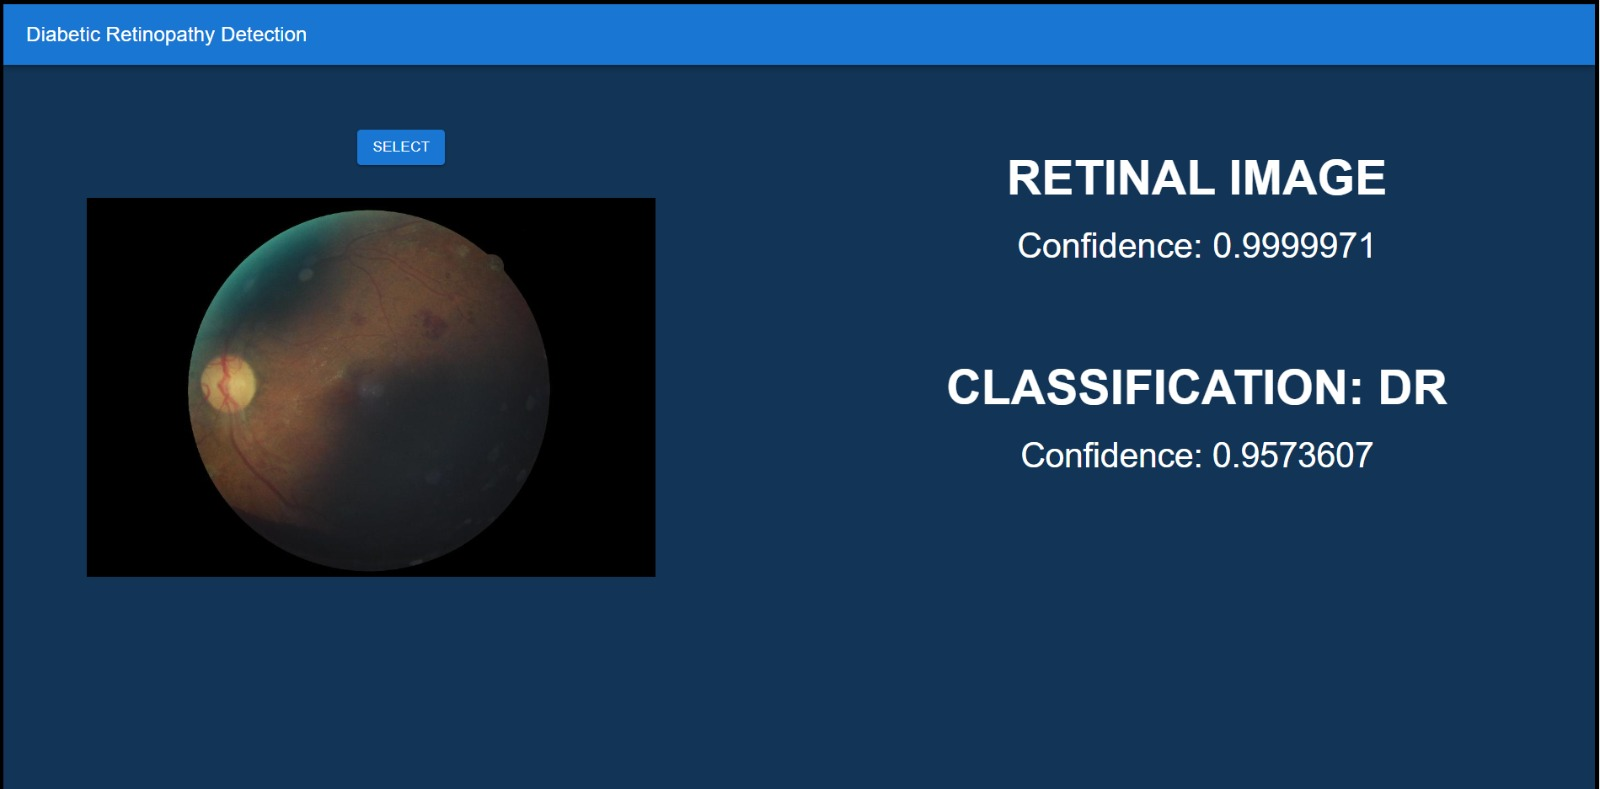 Diabetic Retinopathy Detection
SELECT
RETINAL IMAGE
Confidence: 0.9999971
CLASSIFICATION: DR
Confidence: 0.9573607